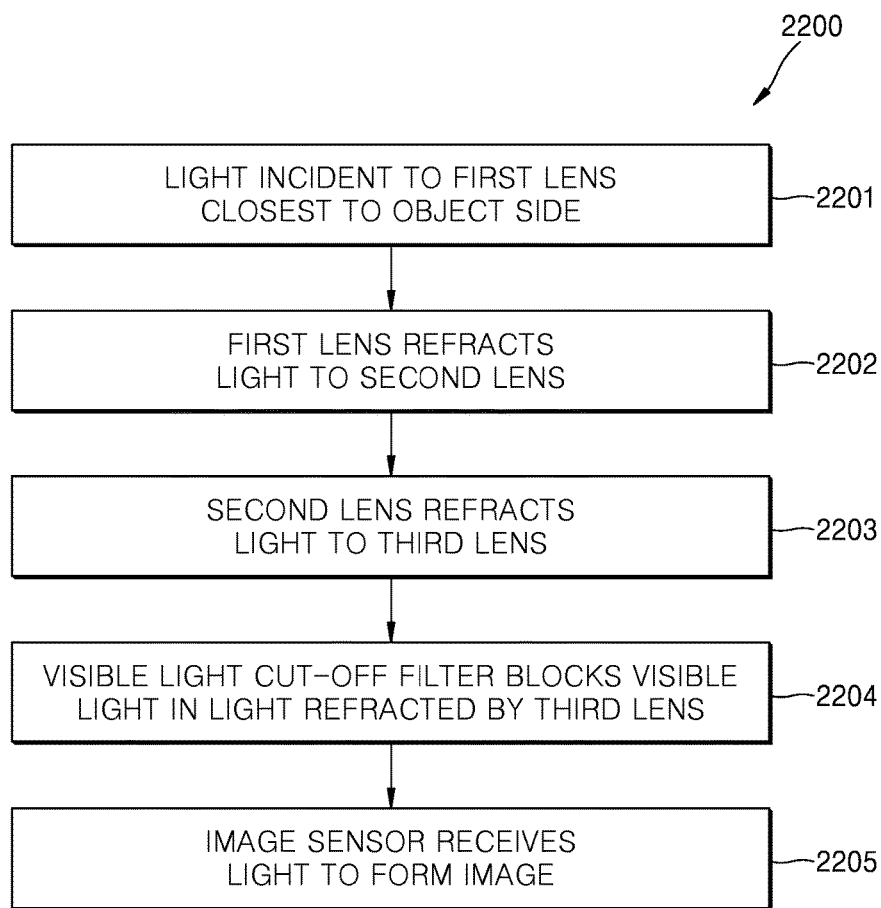 2200
LIGHT INCIDENT TO FIRST LENS
CLOSEST TO OBJECT SIDE
2201
FIRST LENS REFRACTS
LIGHT TO SECOND LENS
2202
SECOND LENS REFRACTS
LIGHT TO THIRD LENS
2203
VISIBLE LIGHT CUT-OFF FILTER BLOCKS VISIBLE
LIGHT IN LIGHT REFRACTED BY THIRD LENS
2204
IMAGE SENSOR RECEIVES
LIGHT TO FORM IMAGE
2205